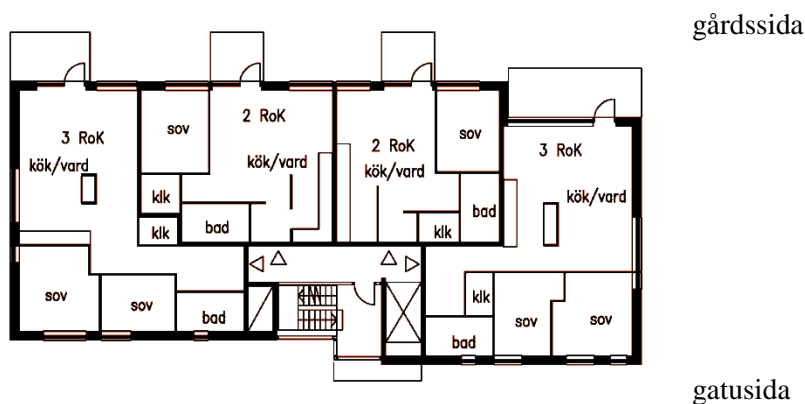 gårdssida
3 RoK
kök/vard
sov
2 RoK
kök/vard
2 RoK
kök/vard
sov
3 RoK
kök/vard
klk
klk
bad
klk
bad
sov
sov
bad
klk
bad
sov
sov
gatusida